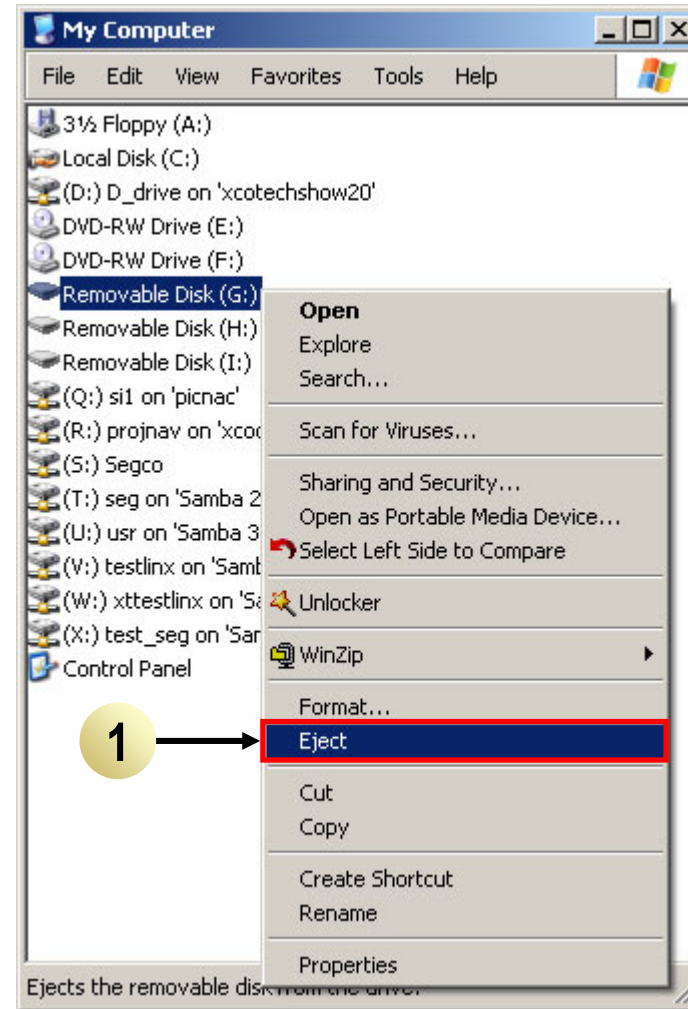 My Computer
File Edit View Favorites Tools Help
3½ Floppy (A:)
Local Disk (C:)
(D:) D_drive on 'xcotechshow20'
DVD-RW Drive (E:)
DVD-RW Drive (F:)
Removable Disk (G:)
Removable Disk (H:)
Removable Disk (I:)
(Q:) si1 on 'picnac'
(R:) projnav on 'xco
(S:) Segco
(T:) seg on 'Samba 2
(U:) usr on 'Samba 3
(V:) testlinx on 'Samb
(W:) xttestlinx on 'Sa
(X:) test_seg on 'Sam
Control Panel
Open
Explore
Search...
Scan for Viruses...
Sharing and Security...
Open as Portable Media Device...
Select Left Side to Compare
Unlocker
WinZip
Format...
1
Eject
Cut
Copy
Create Shortcut
Rename
Properties
Ejects the removable disk from the drive.